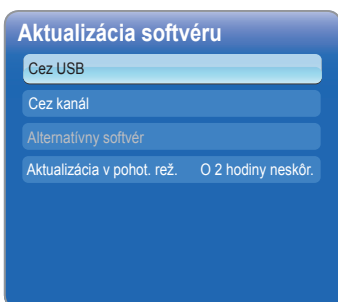 Aktualizácia softvéru
Cez USB
Cez kanál
Alternatívny softvér
Aktualizácia v pohot. rež. O 2 hodiny neskôr.